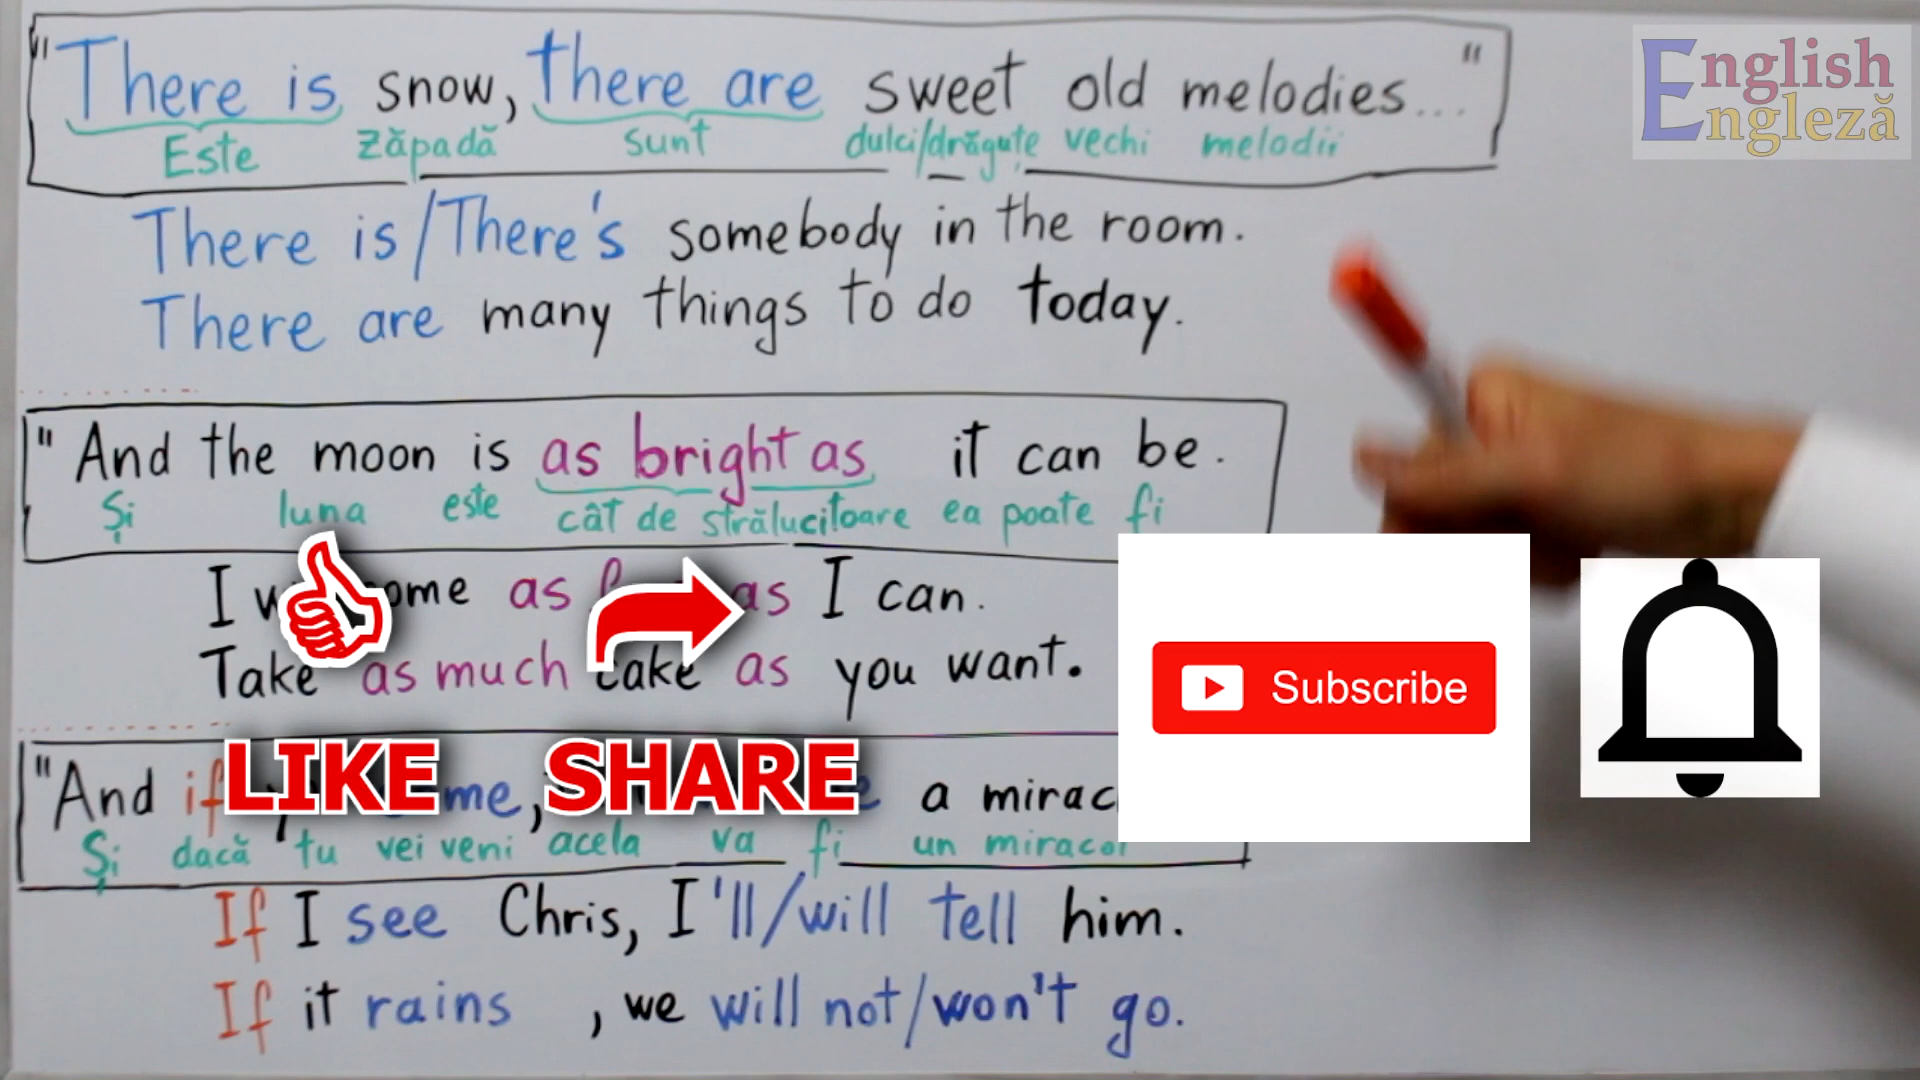 "There is snow, there are sweet old melodies..."
Este zăpadă sunt dulci/drăguțe vechi melodii
There is/There's somebody in the room.
There are many things to do today.
"And the moon is as bright as it can be.
Și luna este cât de strălucitoare ea poate fi
I come as as I can.
Take as much cake as you want.
"And if me, a
Și dacă tu vei veni acela va fi un miracol
If I see Chris, I'll/will tell him.
If it rains , we will not/won't go.
English
Engleză
LIKE
SHARE
Subscribe